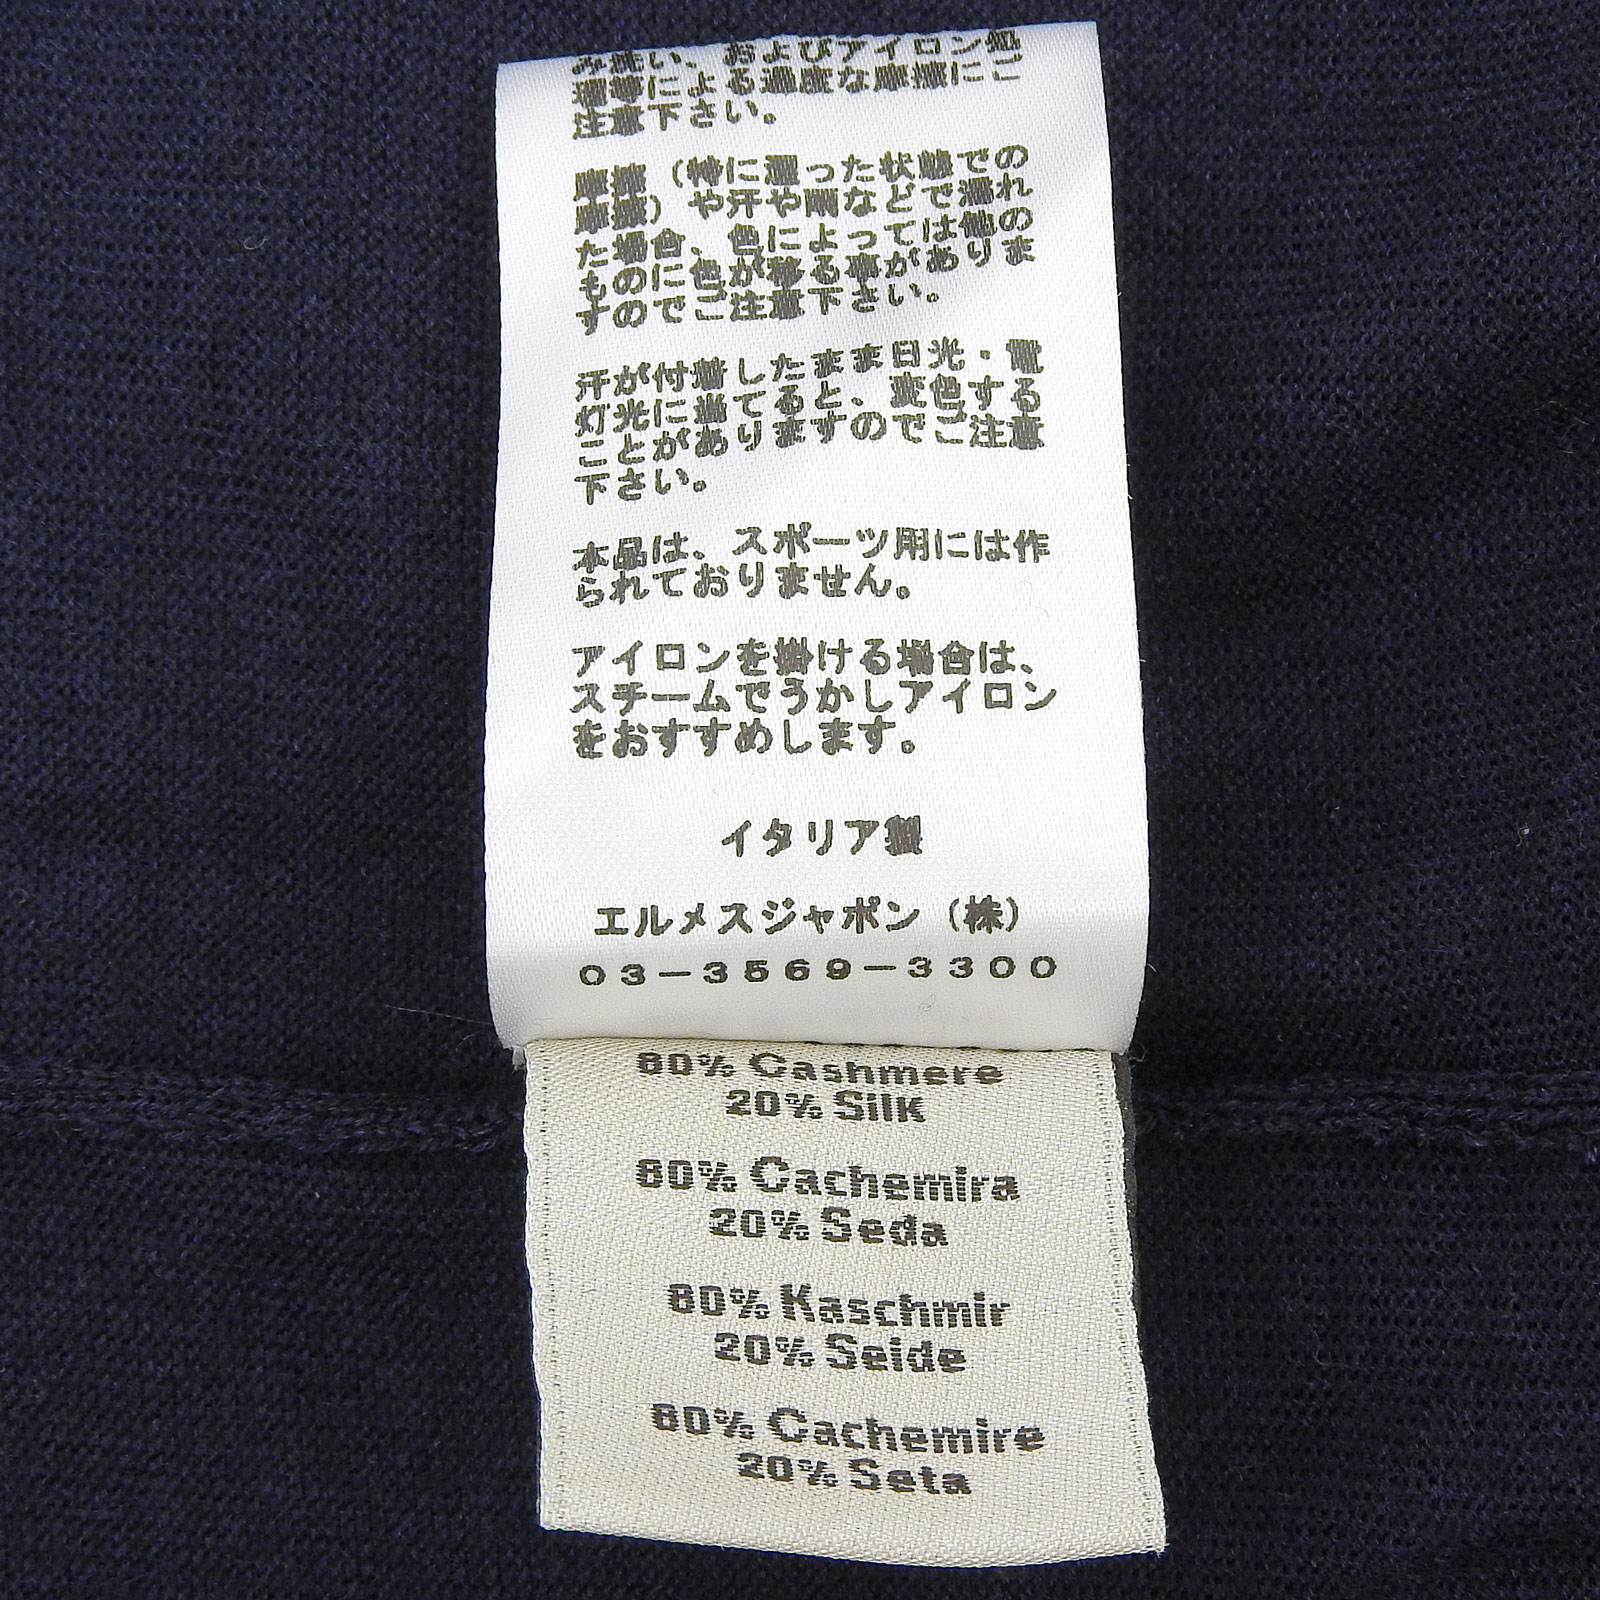 み洗い、およびアイロン処
理等による過度な摩擦にご
注意下さい。
摩擦（特に湿った状態での
摩擦）や汗や雨などで濡れ
た場合、色によっては他の
ものに色が移る事がありま
すのでご注意下さい。
汗が付着したまま日光・電
灯光に当てると、変色する
ことがありますのでご注意
下さい。
本品は、スポーツ用には作
られておりません。
アイロンを掛ける場合は、
スチームでうかしアイロン
をおすすめします。
イタリア製
エルメスジャポン（株）
03-3569-3300
80% Cashmere
20% Silk
80% Cachemira
20% Seda
80% Kaschmir
20% Seide
80% Cachemire
20% Seta